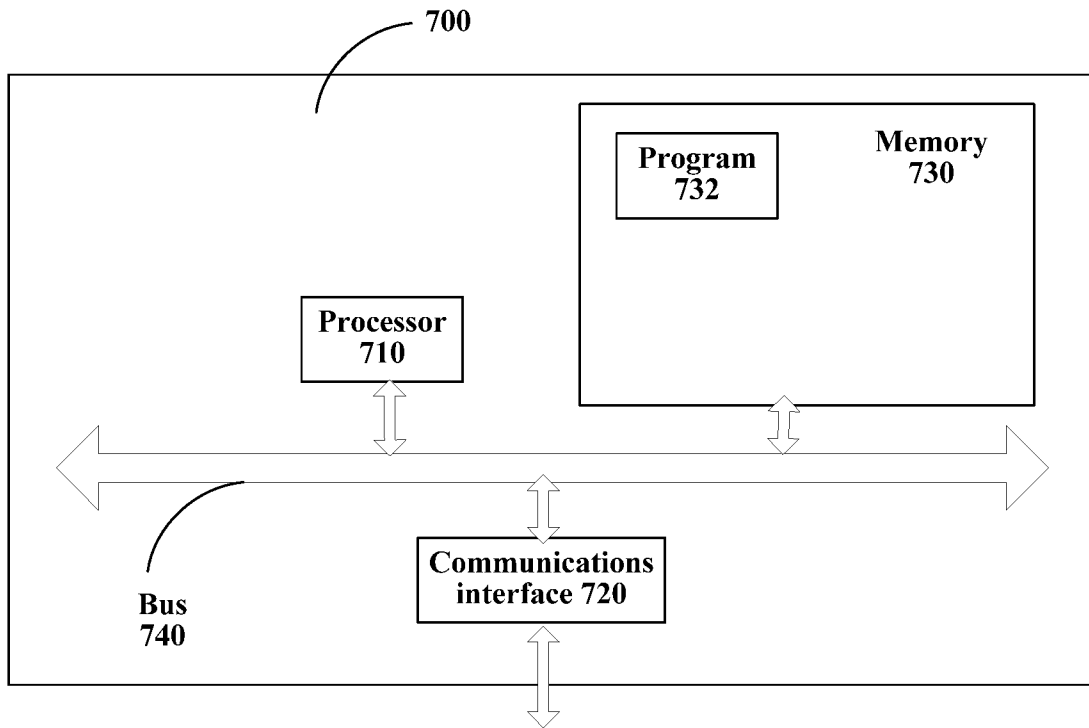 700
Program
732
Memory
730
Processor
710
Communications
interface 720
Bus
740